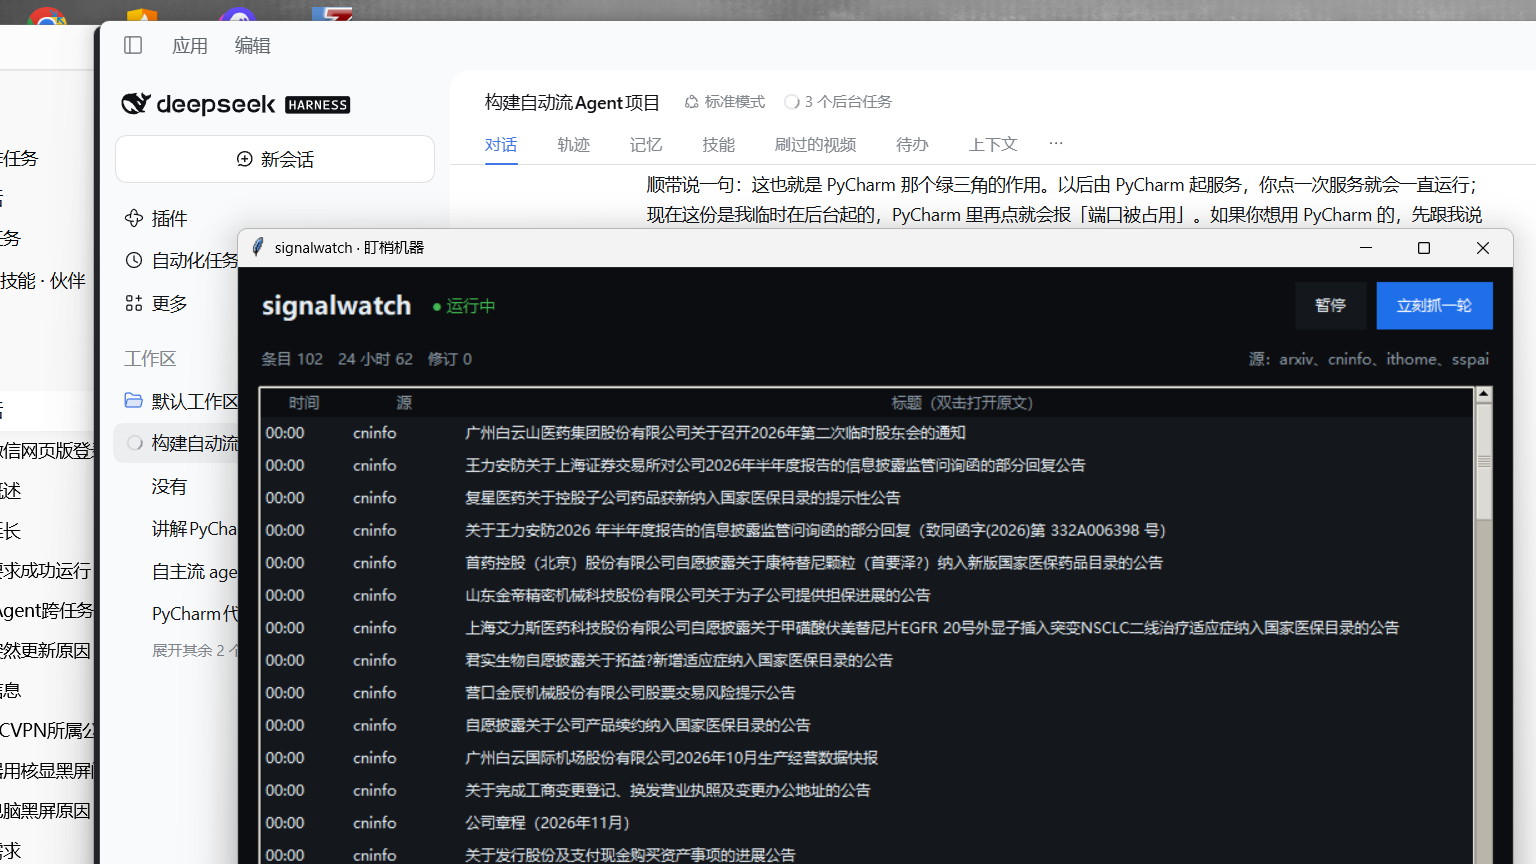 应用 编辑
deepseek HARNESS
新会话
插件
自动化任务
更多
工作区
默认工作区
构建自动流
没有
讲解PyCha
自主流 age
PyCharm代
展开其余 2 个
任务
任务
技能 · 伙伴
信网页版登录
述
长
要求成功运行
Agent跨任务
突然更新原因
信息
CVPN所属公
用核显黑屏
电脑黑屏原因
需求
构建自动流Agent项目 标准模式 3 个后台任务
对话 轨迹 记忆 技能 刷过的视频 待办 上下文 ···
顺带说一句：这也就是 PyCharm 那个绿三角的作用。以后由 PyCharm 起服务，你点一次服务就会一直运行；
现在这份是我临时在后台起的，PyCharm 里再点就会报「端口被占用」。如果你想用 PyCharm 的，先跟我说
signalwatch · 盯梢机器
signalwatch ● 运行中 暂停 立刻抓一轮
条目 102 24 小时 62 修订 0 源：arxiv、cninfo、ithome、sspai
时间 源 标题（双击打开原文）
00:00 cninfo 广州白云山医药集团股份有限公司关于召开2026年第二次临时股东会的通知
00:00 cninfo 王力安防关于上海证券交易所对公司2026年半年度报告的信息披露监管问询函的部分回复公告
00:00 cninfo 复星医药关于控股子公司药品获新纳入国家医保目录的提示性公告
00:00 cninfo 关于王力安防2026 年半年度报告的信息披露监管问询函的部分回复（致同函字(2026)第 332A006398 号）
00:00 cninfo 首药控股（北京）股份有限公司自愿披露关于康特替尼颗粒（首要泽?）纳入新版国家医保药品目录的公告
00:00 cninfo 山东金帝精密机械科技股份有限公司关于为子公司提供担保进展的公告
00:00 cninfo 上海艾力斯医药科技股份有限公司自愿披露关于甲磺酸伏美替尼片EGFR 20号外显子插入突变NSCLC二线治疗适应症纳入国家医保目录的公告
00:00 cninfo 君实生物自愿披露关于拓益?新增适应症纳入国家医保目录的公告
00:00 cninfo 营口金辰机械股份有限公司股票交易风险提示公告
00:00 cninfo 自愿披露关于公司产品续约纳入国家医保目录的公告
00:00 cninfo 广州白云国际机场股份有限公司2026年10月生产经营数据快报
00:00 cninfo 关于完成工商变更登记、换发营业执照及变更办公地址的公告
00:00 cninfo 公司章程（2026年11月）
00:00 cninfo 关于发行股份及支付现金购买资产事项的进展公告